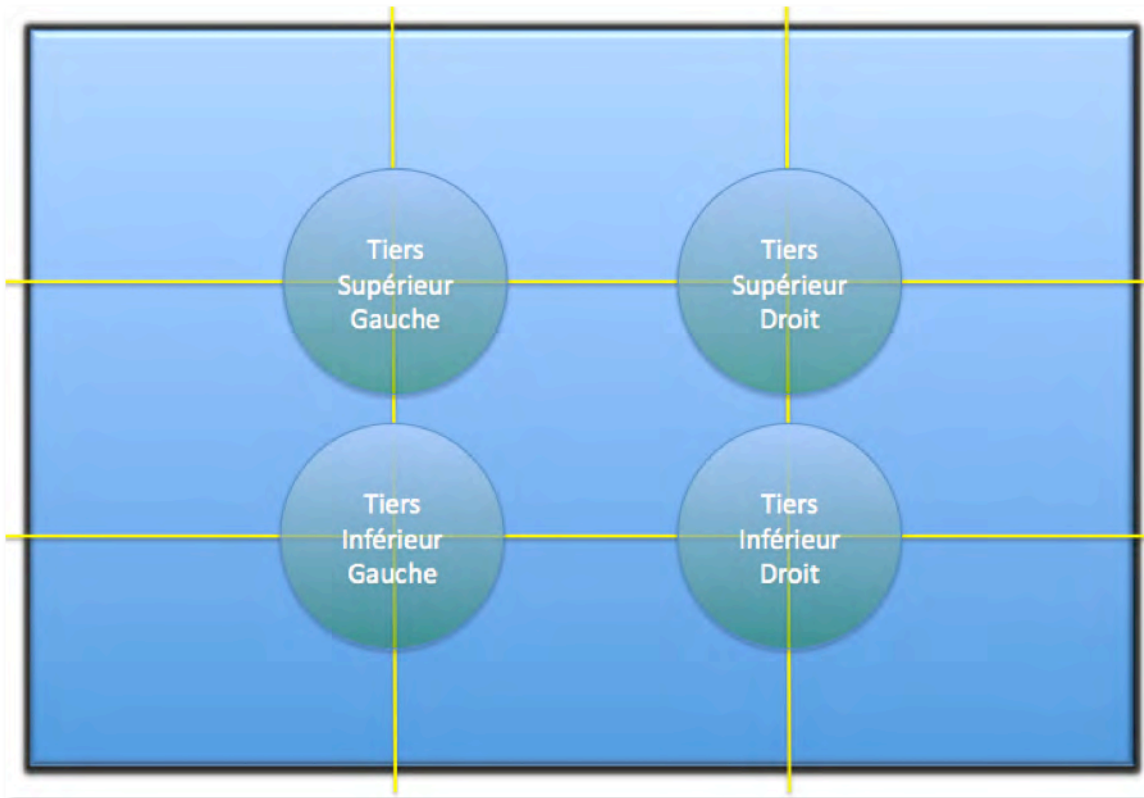 Tiers
Supérieur
Gauche
Tiers
Supérieur
Droit
Tiers
Inférieur
Gauche
Tiers
Inférieur
Droit